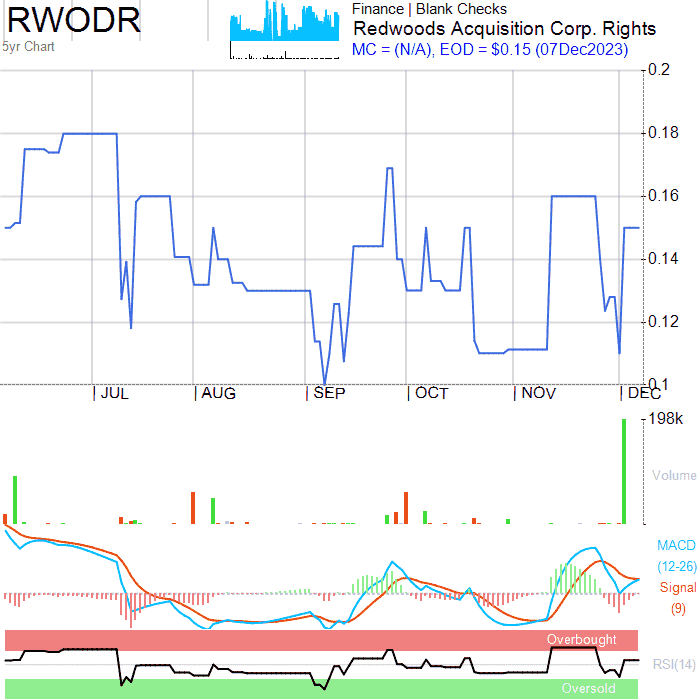 RWODR
5yr Chart
Finance | Blank Checks
Redwoods Acquisition Corp. Rights
MC = (N/A), EOD = $0.15 (07Dec2023)
0.2
0.18
0.16
0.14
0.12
0.1
JUL AUG SEP OCT NOV DEC
198k
Volume
MACD
(12-26)
Signal
(9)
Overbought
RSI(14)
Oversold